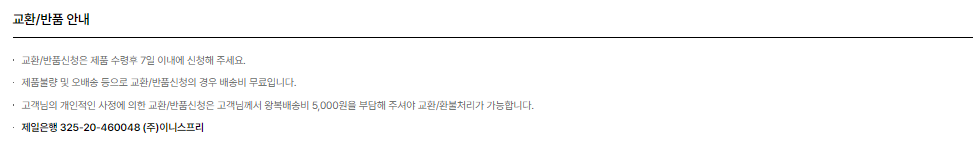 교환/반품 안내
· 교환/반품신청은 제품 수령후 7일 이내에 신청해 주세요.
· 제품불량 및 오배송 등으로 교환/반품신청의 경우 배송비 무료입니다.
· 고객님의 개인적인 사정에 의한 교환/반품신청은 고객님께서 왕복배송비 5,000원을 부담해 주셔야 교환/환불처리가 가능합니다.
· 제일은행 325-20-460048 (주)이니스프리